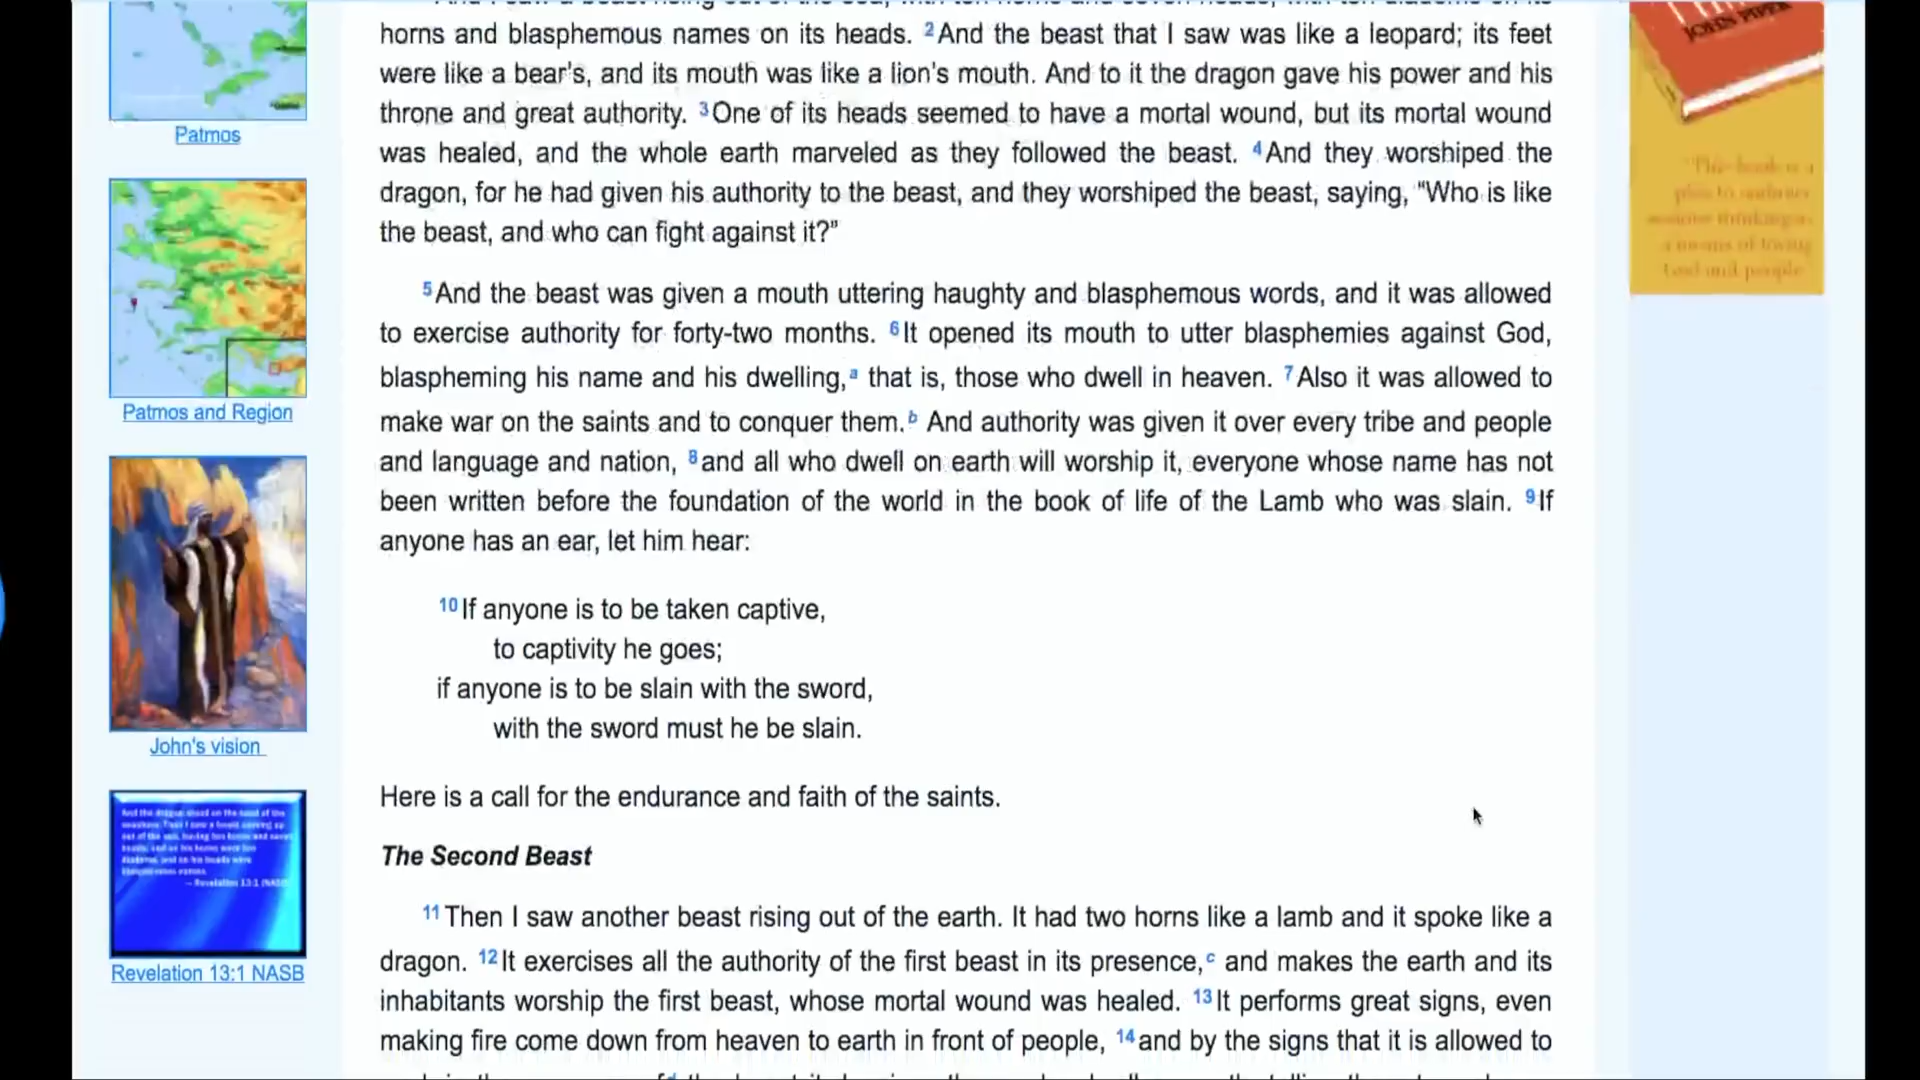 horns and blasphemous names on its heads. 2And the beast that I saw was like a leopard; its feet
were like a bear's, and its mouth was like a lion's mouth. And to it the dragon gave his power and his
throne and great authority. 3One of its heads seemed to have a mortal wound, but its mortal wound
was healed, and the whole earth marveled as they followed the beast. 4And they worshiped the
dragon, for he had given his authority to the beast, and they worshiped the beast, saying, “Who is like
the beast, and who can fight against it?”
5And the beast was given a mouth uttering haughty and blasphemous words, and it was allowed
to exercise authority for forty-two months. 6It opened its mouth to utter blasphemies against God,
blaspheming his name and his dwelling,a that is, those who dwell in heaven. 7Also it was allowed to
make war on the saints and to conquer them.b And authority was given it over every tribe and people
and language and nation, 8and all who dwell on earth will worship it, everyone whose name has not
been written before the foundation of the world in the book of life of the Lamb who was slain. 9If
anyone has an ear, let him hear:
10If anyone is to be taken captive,
to captivity he goes;
if anyone is to be slain with the sword,
with the sword must he be slain.
Here is a call for the endurance and faith of the saints.
The Second Beast
11Then I saw another beast rising out of the earth. It had two horns like a lamb and it spoke like a
dragon. 12It exercises all the authority of the first beast in its presence,c and makes the earth and its
inhabitants worship the first beast, whose mortal wound was healed. 13It performs great signs, even
making fire come down from heaven to earth in front of people, 14and by the signs that it is allowed to
Patmos
Patmos and Region
John's vision
Revelation 13:1 NASB
JOHN PIPER
"This book is a
plea to embrace
serious thinking as
a means of loving
God and people."